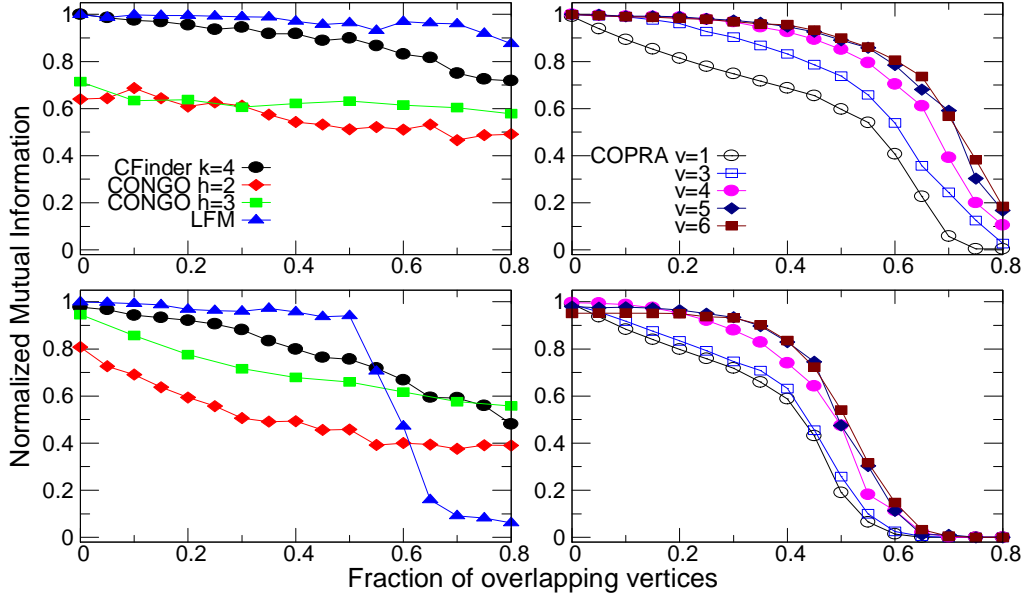 Normalized Mutual Information
1
0.8
0.6
0.4
0.2
0
CFinder k=4
CONGO h=2
CONGO h=3
LFM
0 0.2 0.4 0.6 0.8
1
0.8
0.6
0.4
0.2
0
COPRA v=1
v=3
v=4
v=5
v=6
0 0.2 0.4 0.6 0.8
1
0.8
0.6
0.4
0.2
0
0 0.2 0.4 0.6 0.8
1
0.8
0.6
0.4
0.2
0
0 0.2 0.4 0.6 0.8
Fraction of overlapping vertices